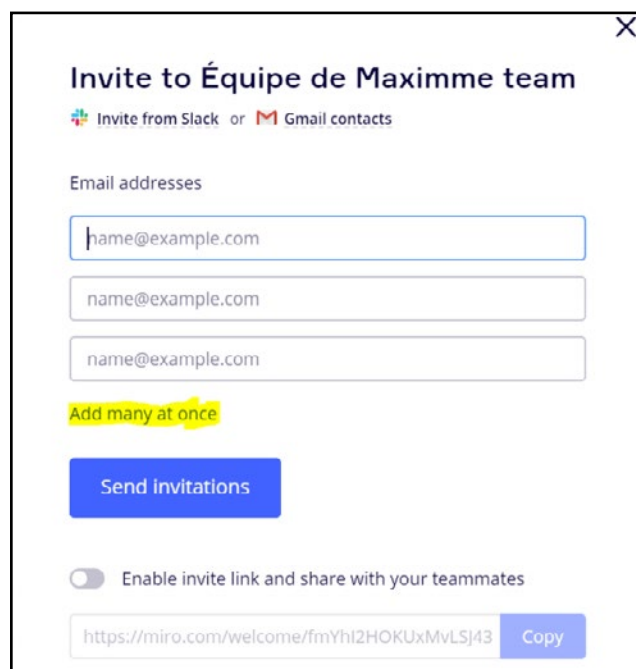 Invite to Équipe de Maximme team
Invite from Slack or Gmail contacts
Email addresses
name@example.com
name@example.com
name@example.com
Add many at once
Send invitations
Enable invite link and share with your teammates
https://miro.com/welcome/fmYhI2HOKUxMvLSJ43 Copy